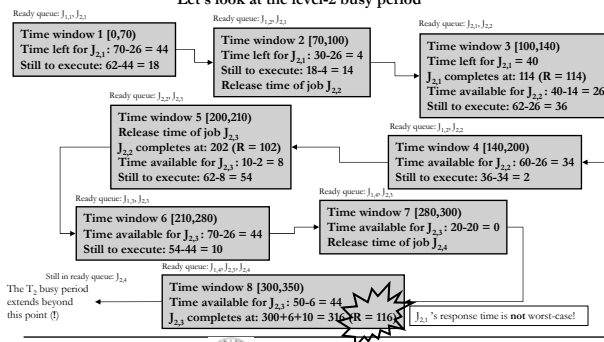 Let's look at the level-2 busy period
Ready queue: J1,1, J2,1
Time window 1 [0,70)
Time left for J2,1: 70-26 = 44
Still to execute: 62-44 = 18
Ready queue: J1,2, J2,1
Time window 2 [70,100)
Time left for J2,1: 30-26 = 4
Still to execute: 18-4 = 14
Release time of job J2,2
Ready queue: J2,1, J2,2
Time window 3 [100,140)
Time left for J2,1 = 40
J2,1 completes at: 114 (R = 114)
Time available for J2,2: 40-14 = 26
Still to execute: 62-26 = 36
Ready queue: J1,2, J2,2
Time window 4 [140,200)
Time available for J2,2: 60-26 = 34
Still to execute: 36-34 = 2
Ready queue: J2,2, J2,3
Time window 5 [200,210)
Release time of job J2,3
J2,2 completes at: 202 (R = 102)
Time available for J2,3: 10-2 = 8
Still to execute: 62-8 = 54
Ready queue: J1,3, J2,3
Time window 6 [210,280)
Time available for J2,3: 70-26 = 44
Still to execute: 54-44 = 10
Ready queue: J1,4, J2,3
Time window 7 [280,300)
Time available for J2,3: 20-20 = 0
Release time of job J2,4
Ready queue: J1,4, J2,3, J2,4
Time window 8 [300,350)
Time available for J2,3: 50-6 = 44
J2,3 completes at: 300+6+10 = 316 (R = 116)
Still in ready queue: J2,4
The T2 busy period
extends beyond
this point (!)
J2,1 's response time is not worst-case!